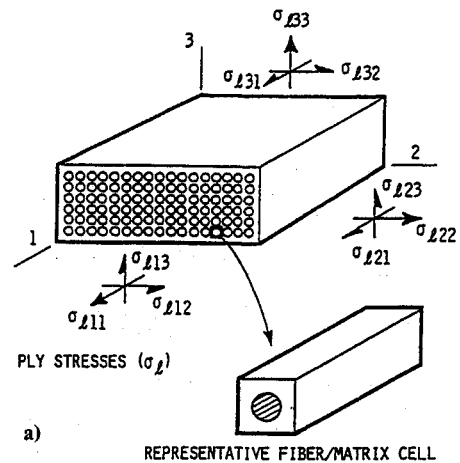 3
σℓ33
σℓ31
σℓ32
2
σℓ23
σℓ22
σℓ21
1
σℓ13
σℓ12
σℓ11
PLY STRESSES (σℓ)
a)
REPRESENTATIVE FIBER/MATRIX CELL